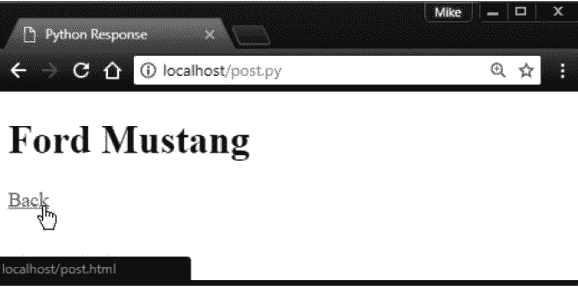 Mike
Python Response
localhost/post.py
Ford Mustang
Back
localhost/post.html